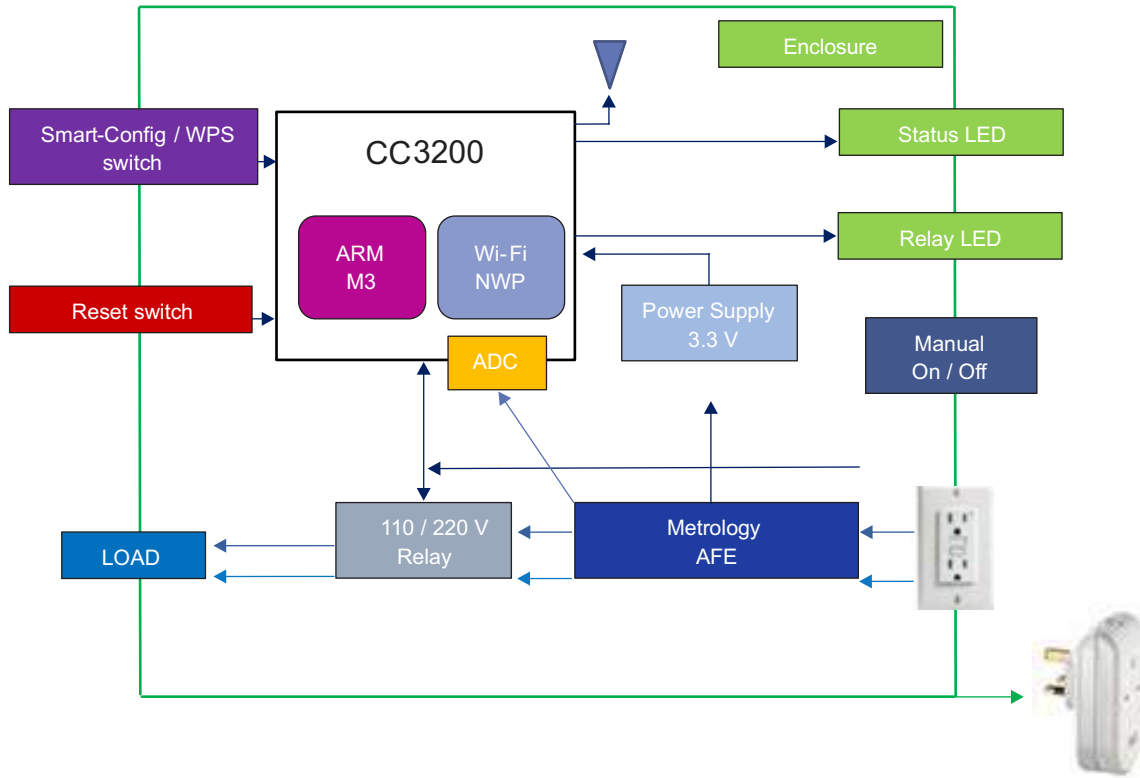 Enclosure
Smart-Config / WPS
switch
CC3200
Status LED
ARM
M3
Wi-Fi
NWP
Relay LED
Reset switch
Power Supply
3.3 V
Manual
On / Off
ADC
110 / 220 V
Relay
Metrology
AFE
LOAD